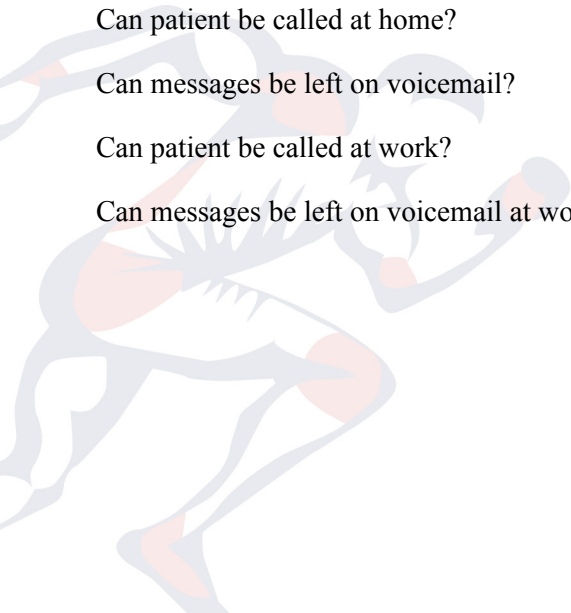 Can patient be called at home?
Can messages be left on voicemail?
Can patient be called at work?
Can messages be left on voicemail at